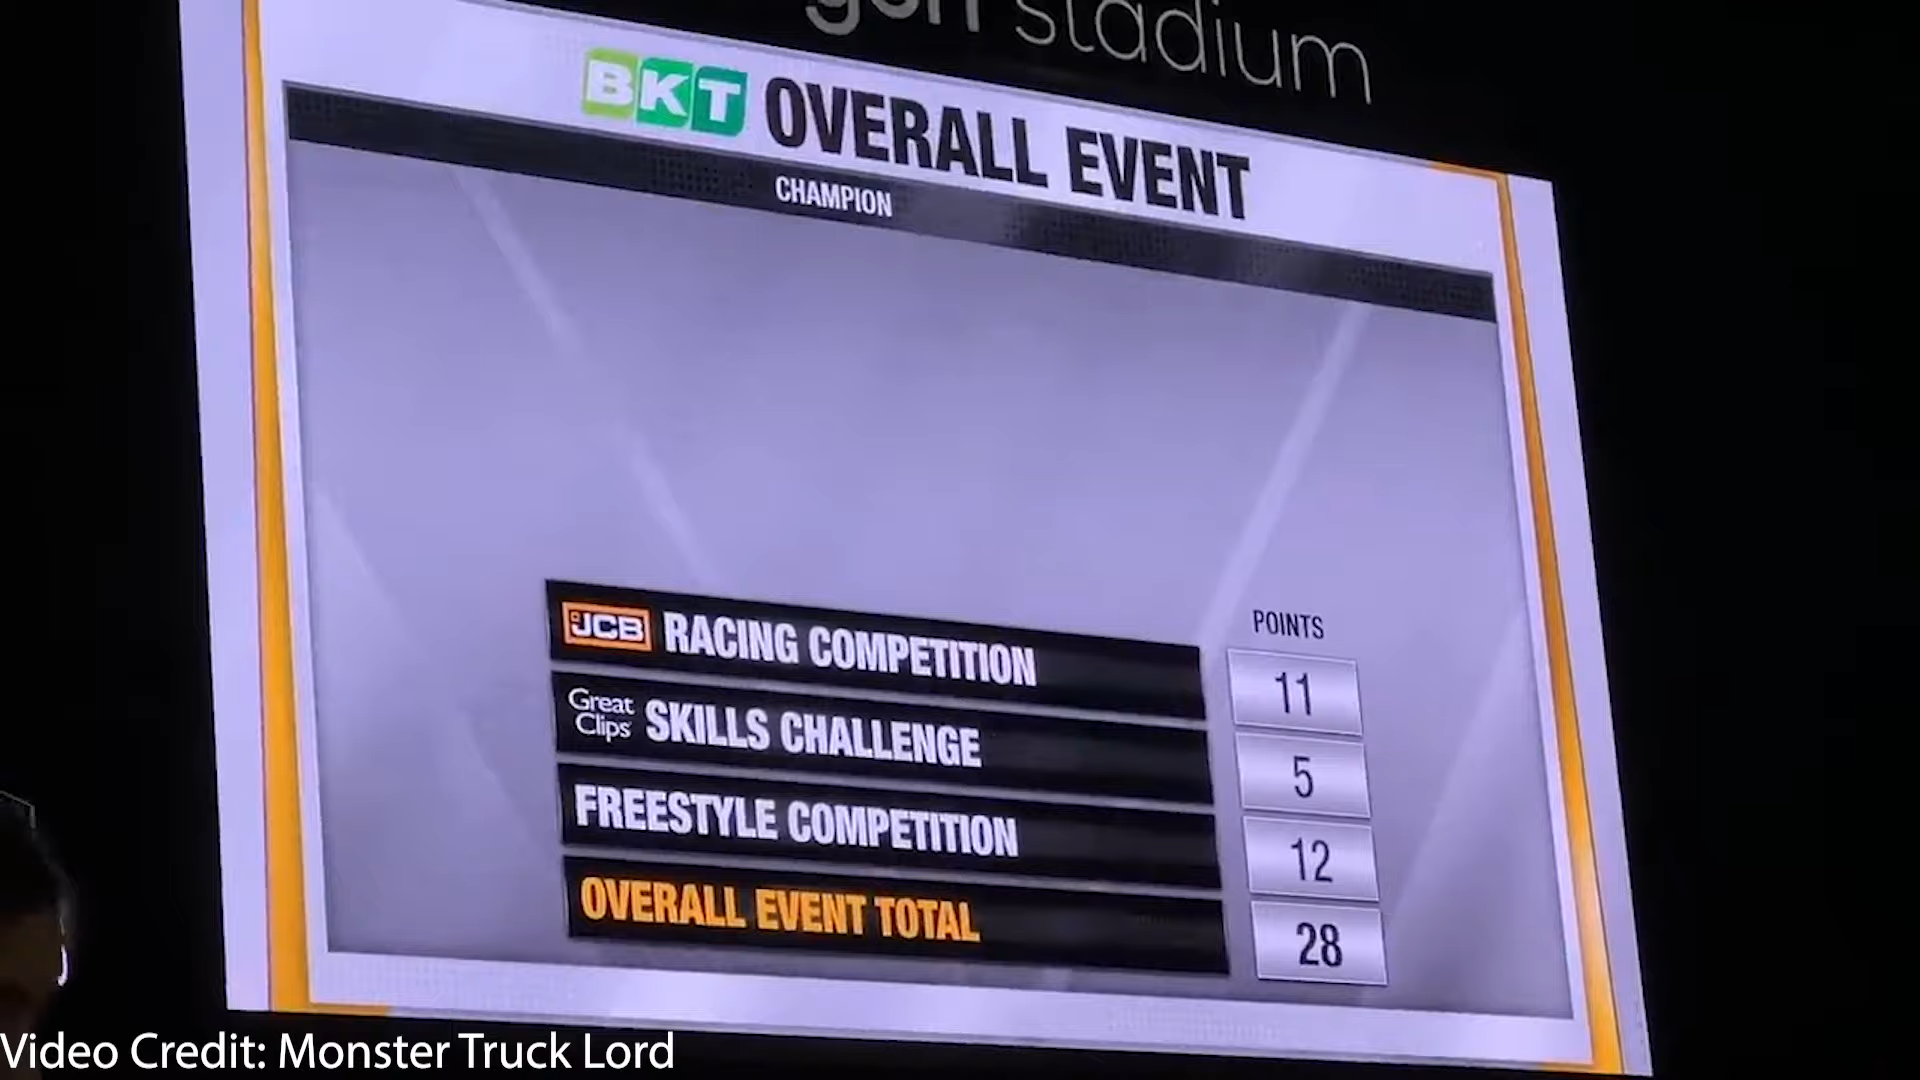 stadium
BKT OVERALL EVENT
CHAMPION
POINTS
JCB RACING COMPETITION 11
Great Clips SKILLS CHALLENGE 5
FREESTYLE COMPETITION 12
OVERALL EVENT TOTAL 28
Video Credit: Monster Truck Lord